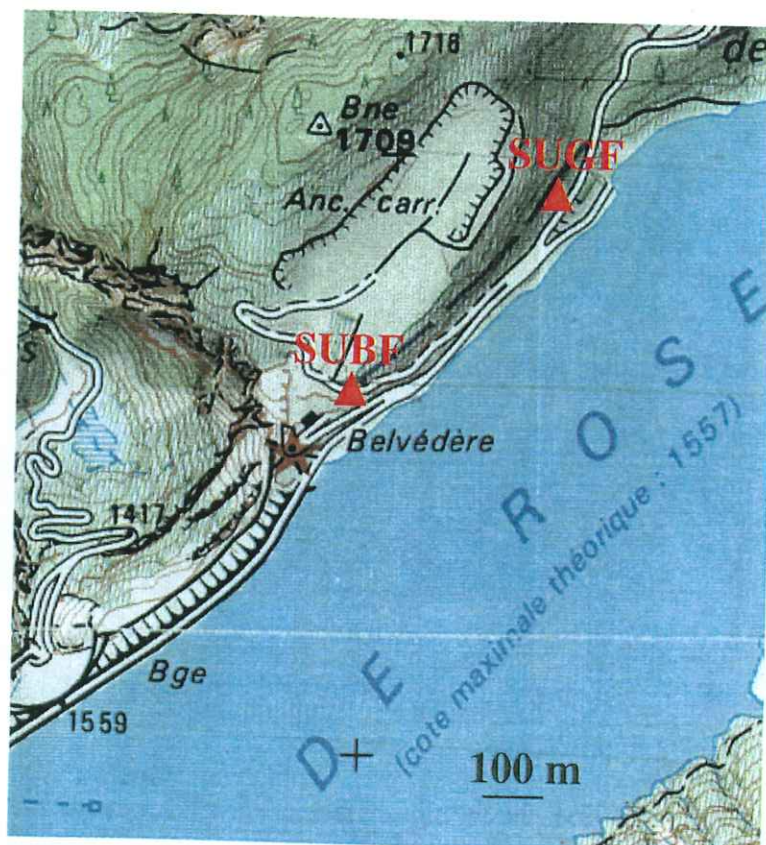 1718
de
Bne
1709
SUGF
Anc. carr.
SUBF
Belvédère
1417
DE ROSE
(cote maximale théorique : 1557)
Bge
1559
100 m